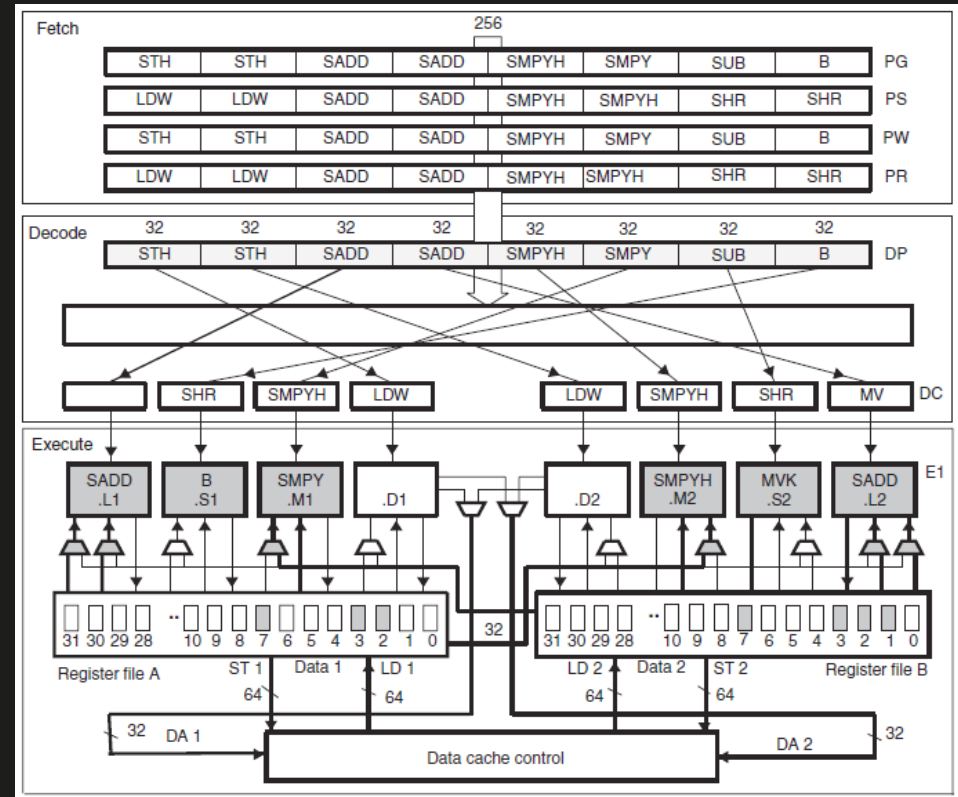 Fetch
256
STH STH SADD SADD SMPYH SMPY SUB B PG
LDW LDW SADD SADD SMPYH SMPYH SHR SHR PS
STH STH SADD SADD SMPYH SMPY SUB B PW
LDW LDW SADD SADD SMPYH SMPYH SHR SHR PR
Decode
32 32 32 32 32 32 32 32
STH STH SADD SADD SMPYH SMPY SUB B DP
SHR SMPYH LDW LDW SMPYH SHR MV DC
Execute
E1
SADD B SMPY SMPYH MVK SADD
.L1 .S1 .M1 .D1 .D2 .M2 .S2 .L2
31 30 29 28 .. 10 9 8 7 6 5 4 3 2 1 0
32
31 30 29 28 .. 10 9 8 7 6 5 4 3 2 1 0
Register file A ST 1 Data 1 LD 1
LD 2 Data 2 ST 2 Register file B
64 64 64 64
32 DA 1
DA 2 32
Data cache control